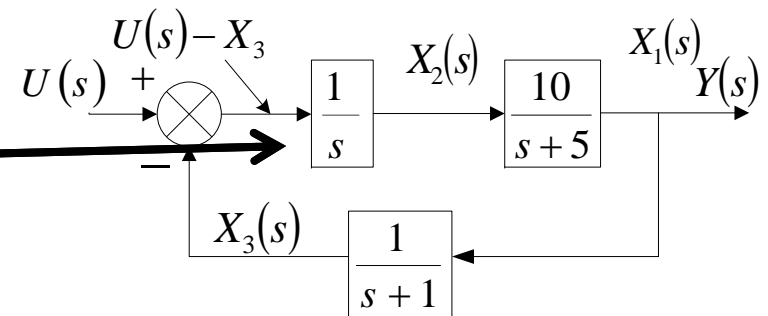 U(s) − X₃
U(s)
+
−
1/s
X₂(s)
10/(s + 5)
X₁(s)
Y(s)
X₃(s)
1/(s + 1)